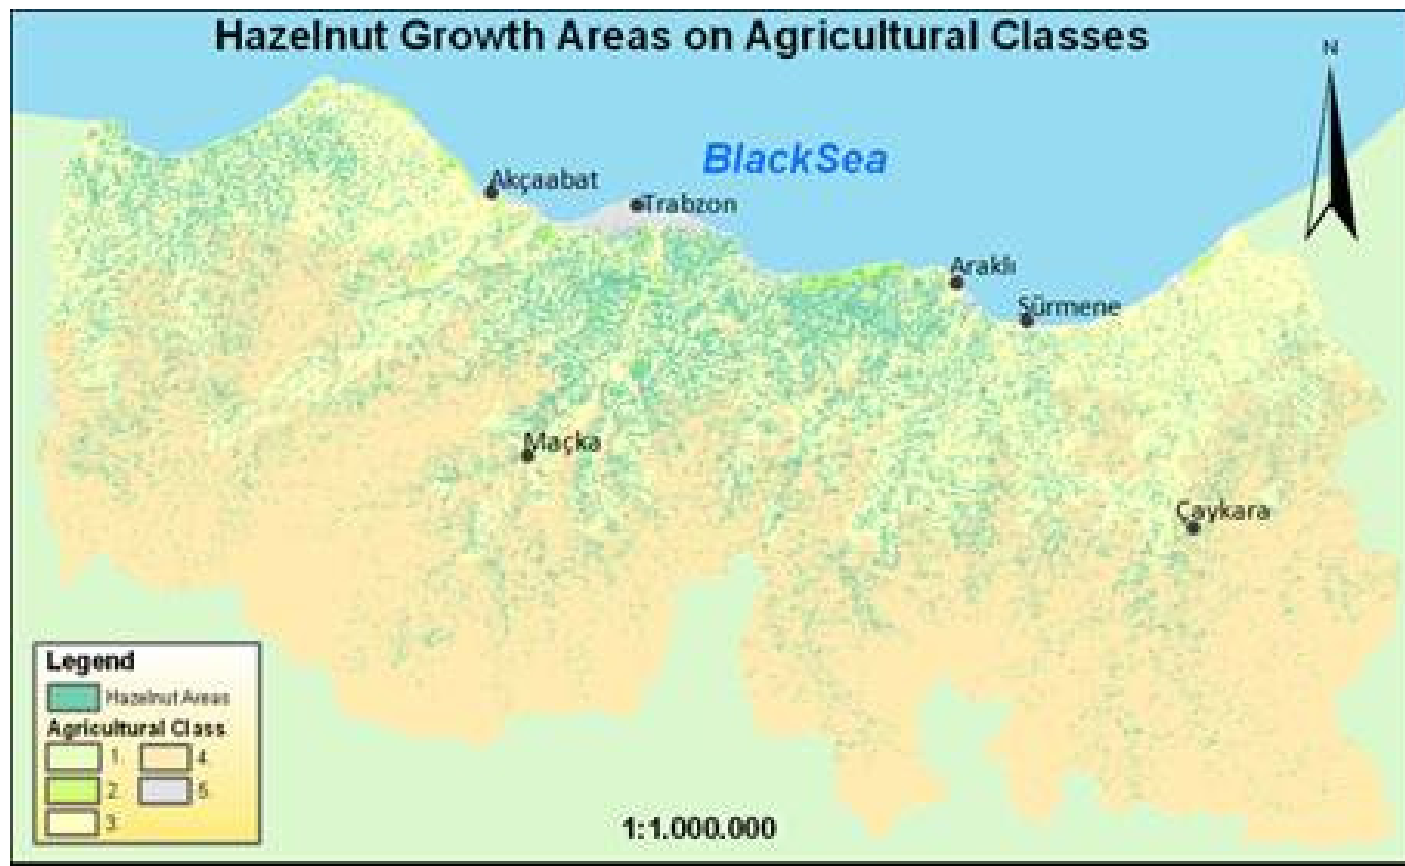 Hazelnut Growth Areas on Agricultural Classes
N
BlackSea
Akçaabat
Trabzon
Araklı
Sürmene
Maçka
Çaykara
Legend
Hazelnut Areas
Agricultural Class
1. 4.
2. 5.
3.
1:1.000.000